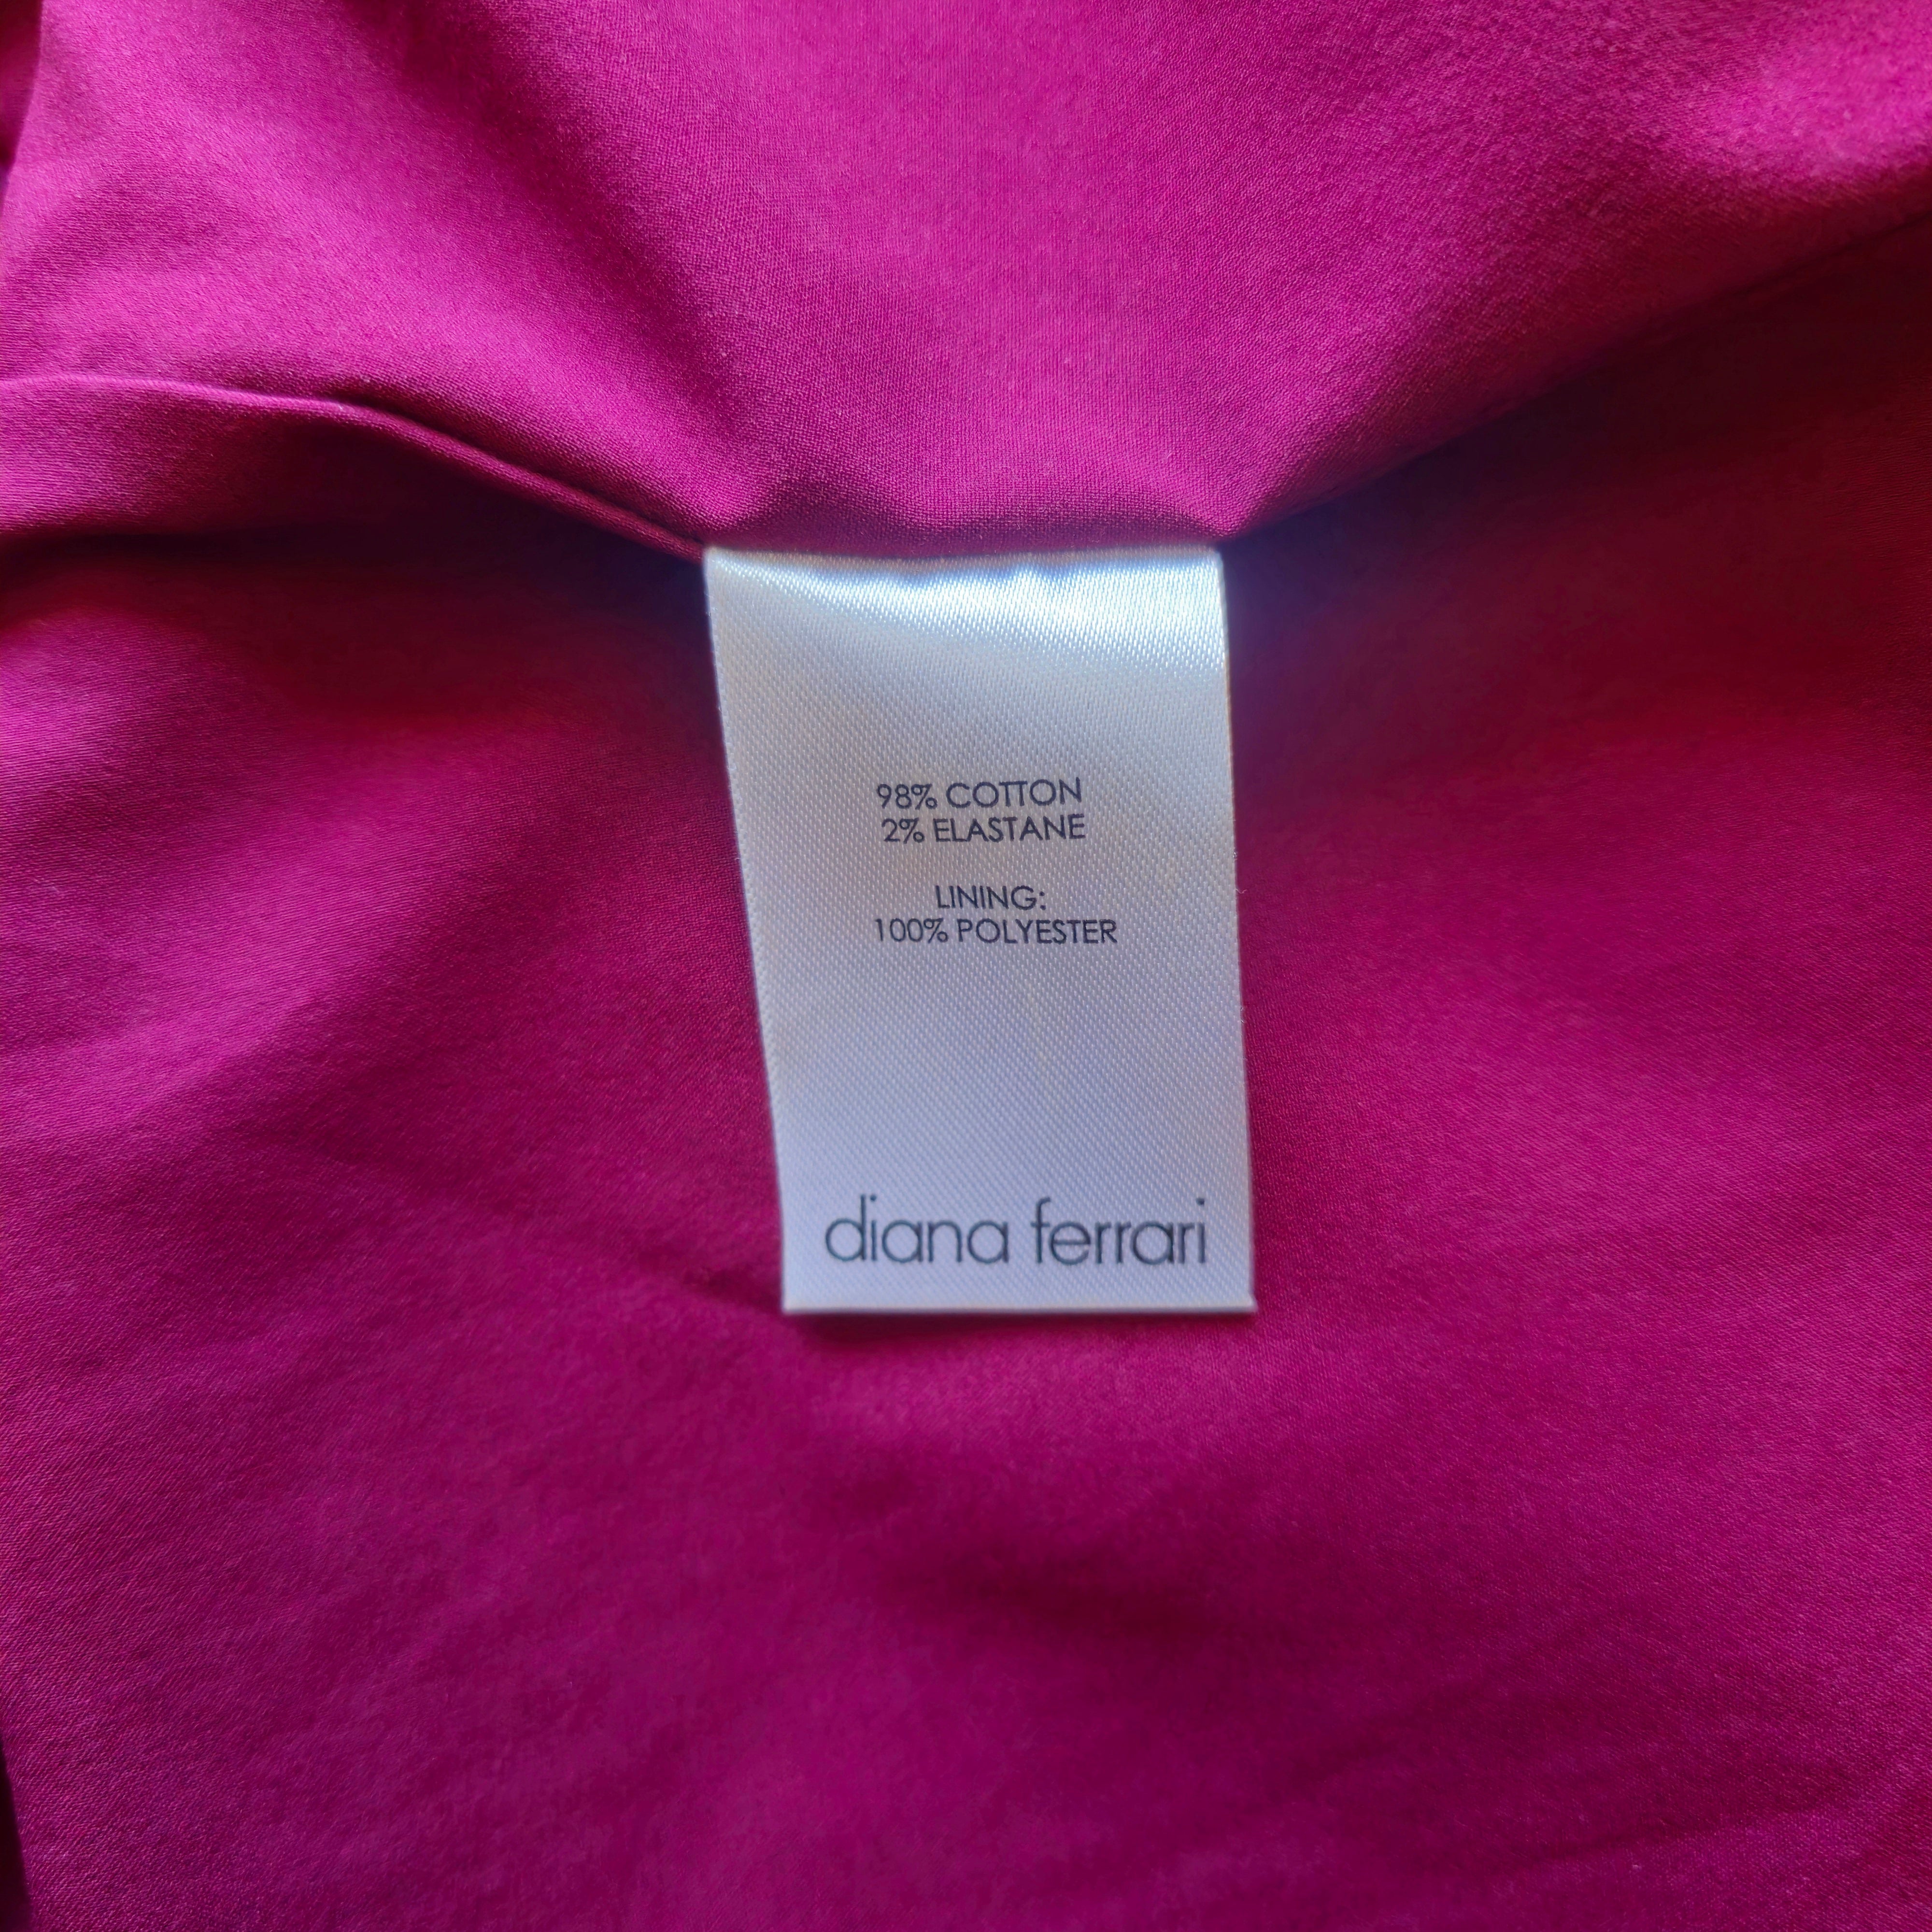 98% COTTON
2% ELASTANE
LINING:
100% POLYESTER
diana ferrari